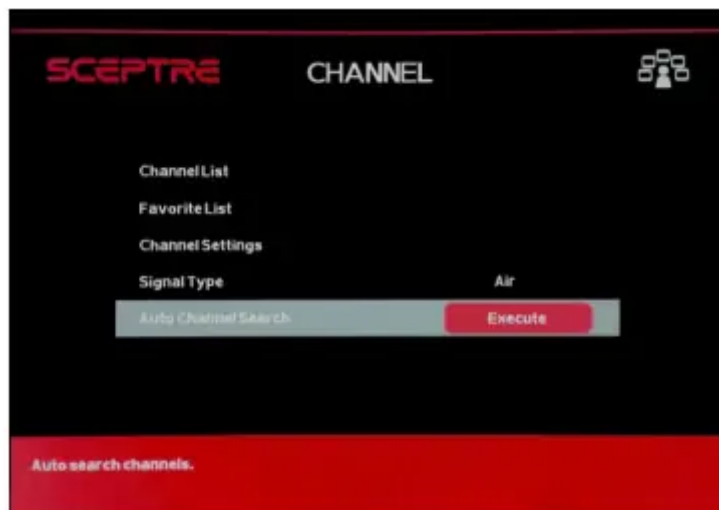 SCEPTRE CHANNEL
Channel List
Favorite List
Channel Settings
Signal Type Air
Auto Channel Search Execute
Auto search channels.